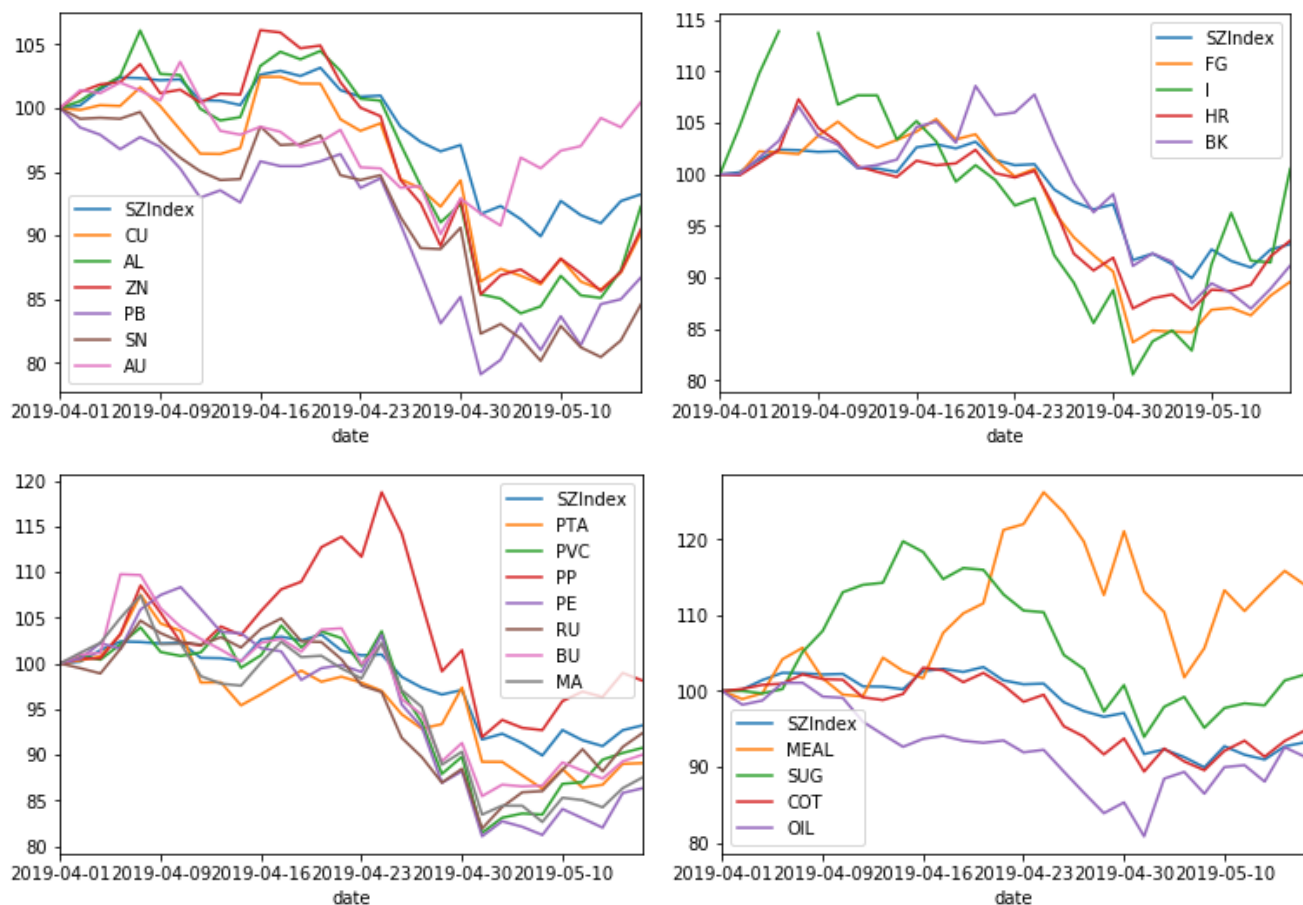 105
100
95
90
85
80
SZIndex
CU
AL
ZN
PB
SN
AU
2019-04-01
2019-04-09
2019-04-16
2019-04-23
2019-04-30
2019-05-10
date
115
110
105
100
95
90
85
80
SZIndex
FG
I
HR
BK
2019-04-01
2019-04-09
2019-04-16
2019-04-23
2019-04-30
2019-05-10
date
120
115
110
105
100
95
90
85
80
SZIndex
PTA
PVC
PP
PE
RU
BU
MA
2019-04-01
2019-04-09
2019-04-16
2019-04-23
2019-04-30
2019-05-10
date
120
110
100
90
80
SZIndex
MEAL
SUG
COT
OIL
2019-04-01
2019-04-09
2019-04-16
2019-04-23
2019-04-30
2019-05-10
date